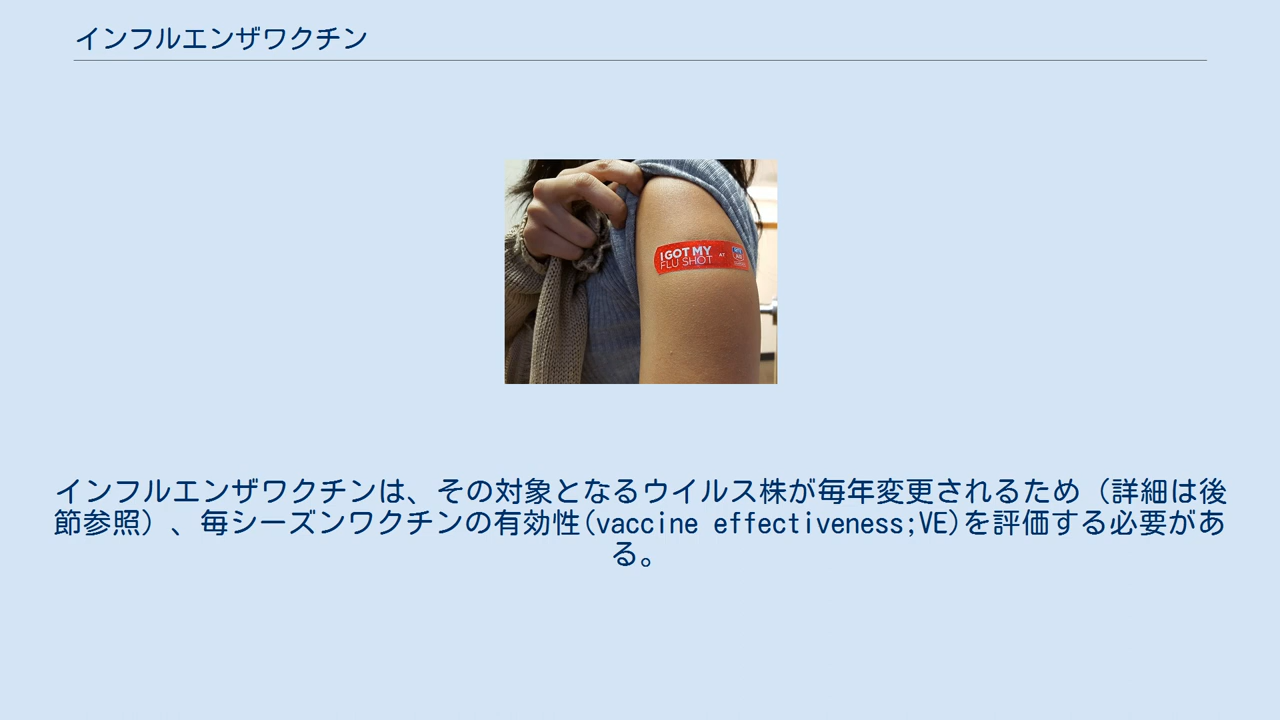 インフルエンザワクチン
I GOT MY
FLU SHOT AT
インフルエンザワクチンは、その対象となるウイルス株が毎年変更されるため（詳細は後
節参照）、毎シーズンワクチンの有効性(vaccine effectiveness;VE)を評価する必要があ
る。